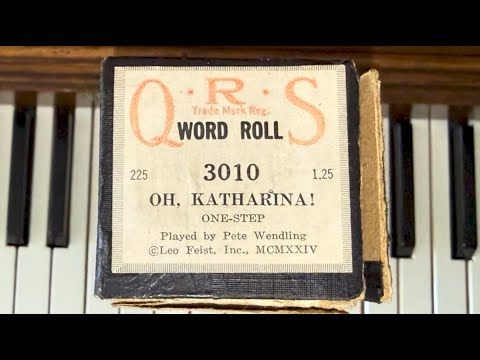 Q·R·S
Trade Mark Reg.
WORD ROLL
225 3010 1.25
OH, KATHARINA!
ONE-STEP
Played by Pete Wendling
©Leo Feist, Inc., MCMXXIV